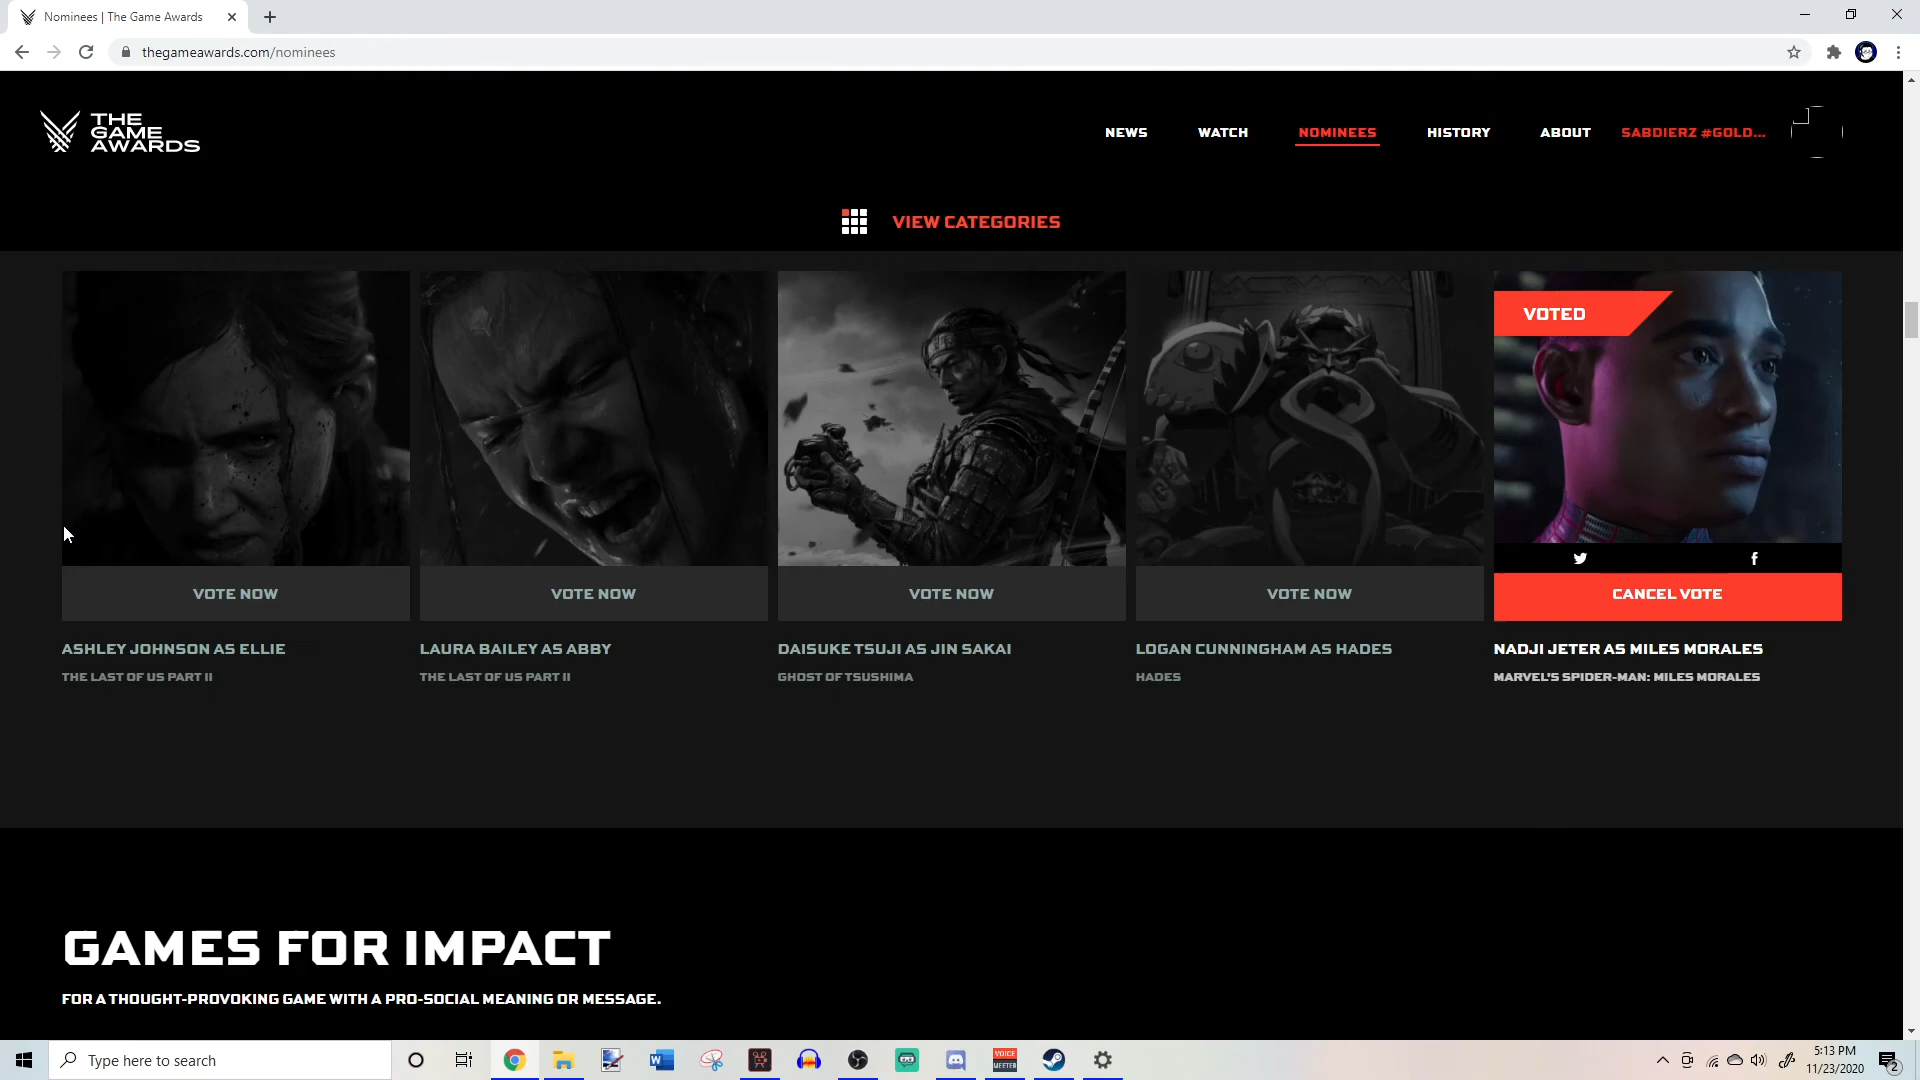 Nominees | The Game Awards
thegameawards.com/nominees
THE
GAME
AWARDS
NEWS WATCH NOMINEES HISTORY ABOUT SABDIERZ #GOLD...
VIEW CATEGORIES
VOTED
VOTE NOW VOTE NOW VOTE NOW VOTE NOW CANCEL VOTE
ASHLEY JOHNSON AS ELLIE LAURA BAILEY AS ABBY DAISUKE TSUJI AS JIN SAKAI LOGAN CUNNINGHAM AS HADES NADJI JETER AS MILES MORALES
THE LAST OF US PART II THE LAST OF US PART II GHOST OF TSUSHIMA HADES MARVEL'S SPIDER-MAN: MILES MORALES
GAMES FOR IMPACT
FOR A THOUGHT-PROVOKING GAME WITH A PRO-SOCIAL MEANING OR MESSAGE.
Type here to search
VOICE
MEETER
5:13 PM
11/23/2020
2